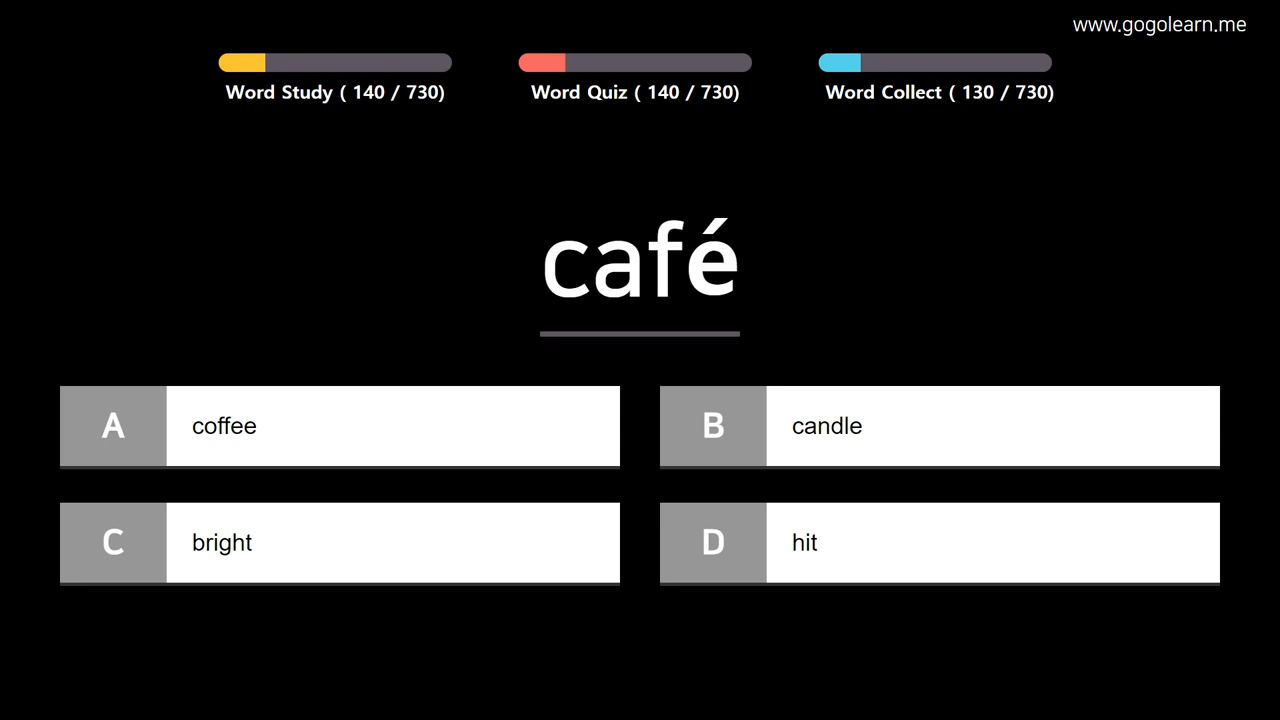 www.gogolearn.me
Word Study ( 140 / 730)
Word Quiz ( 140 / 730)
Word Collect ( 130 / 730)
café
A
coffee
B
candle
C
bright
D
hit